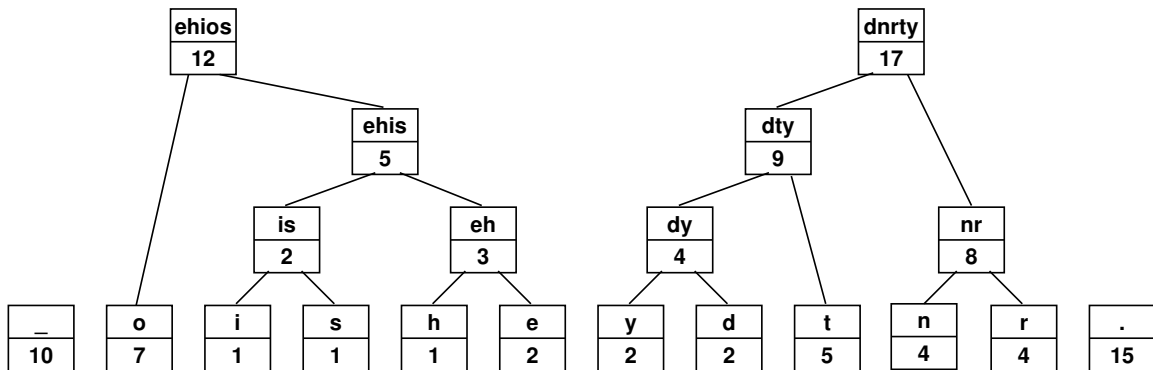 ehios dnrty
12 17
ehis dty
5 9
is eh dy nr
2 3 4 8
_ o i s h e y d t n r .
10 7 1 1 1 2 2 2 5 4 4 15